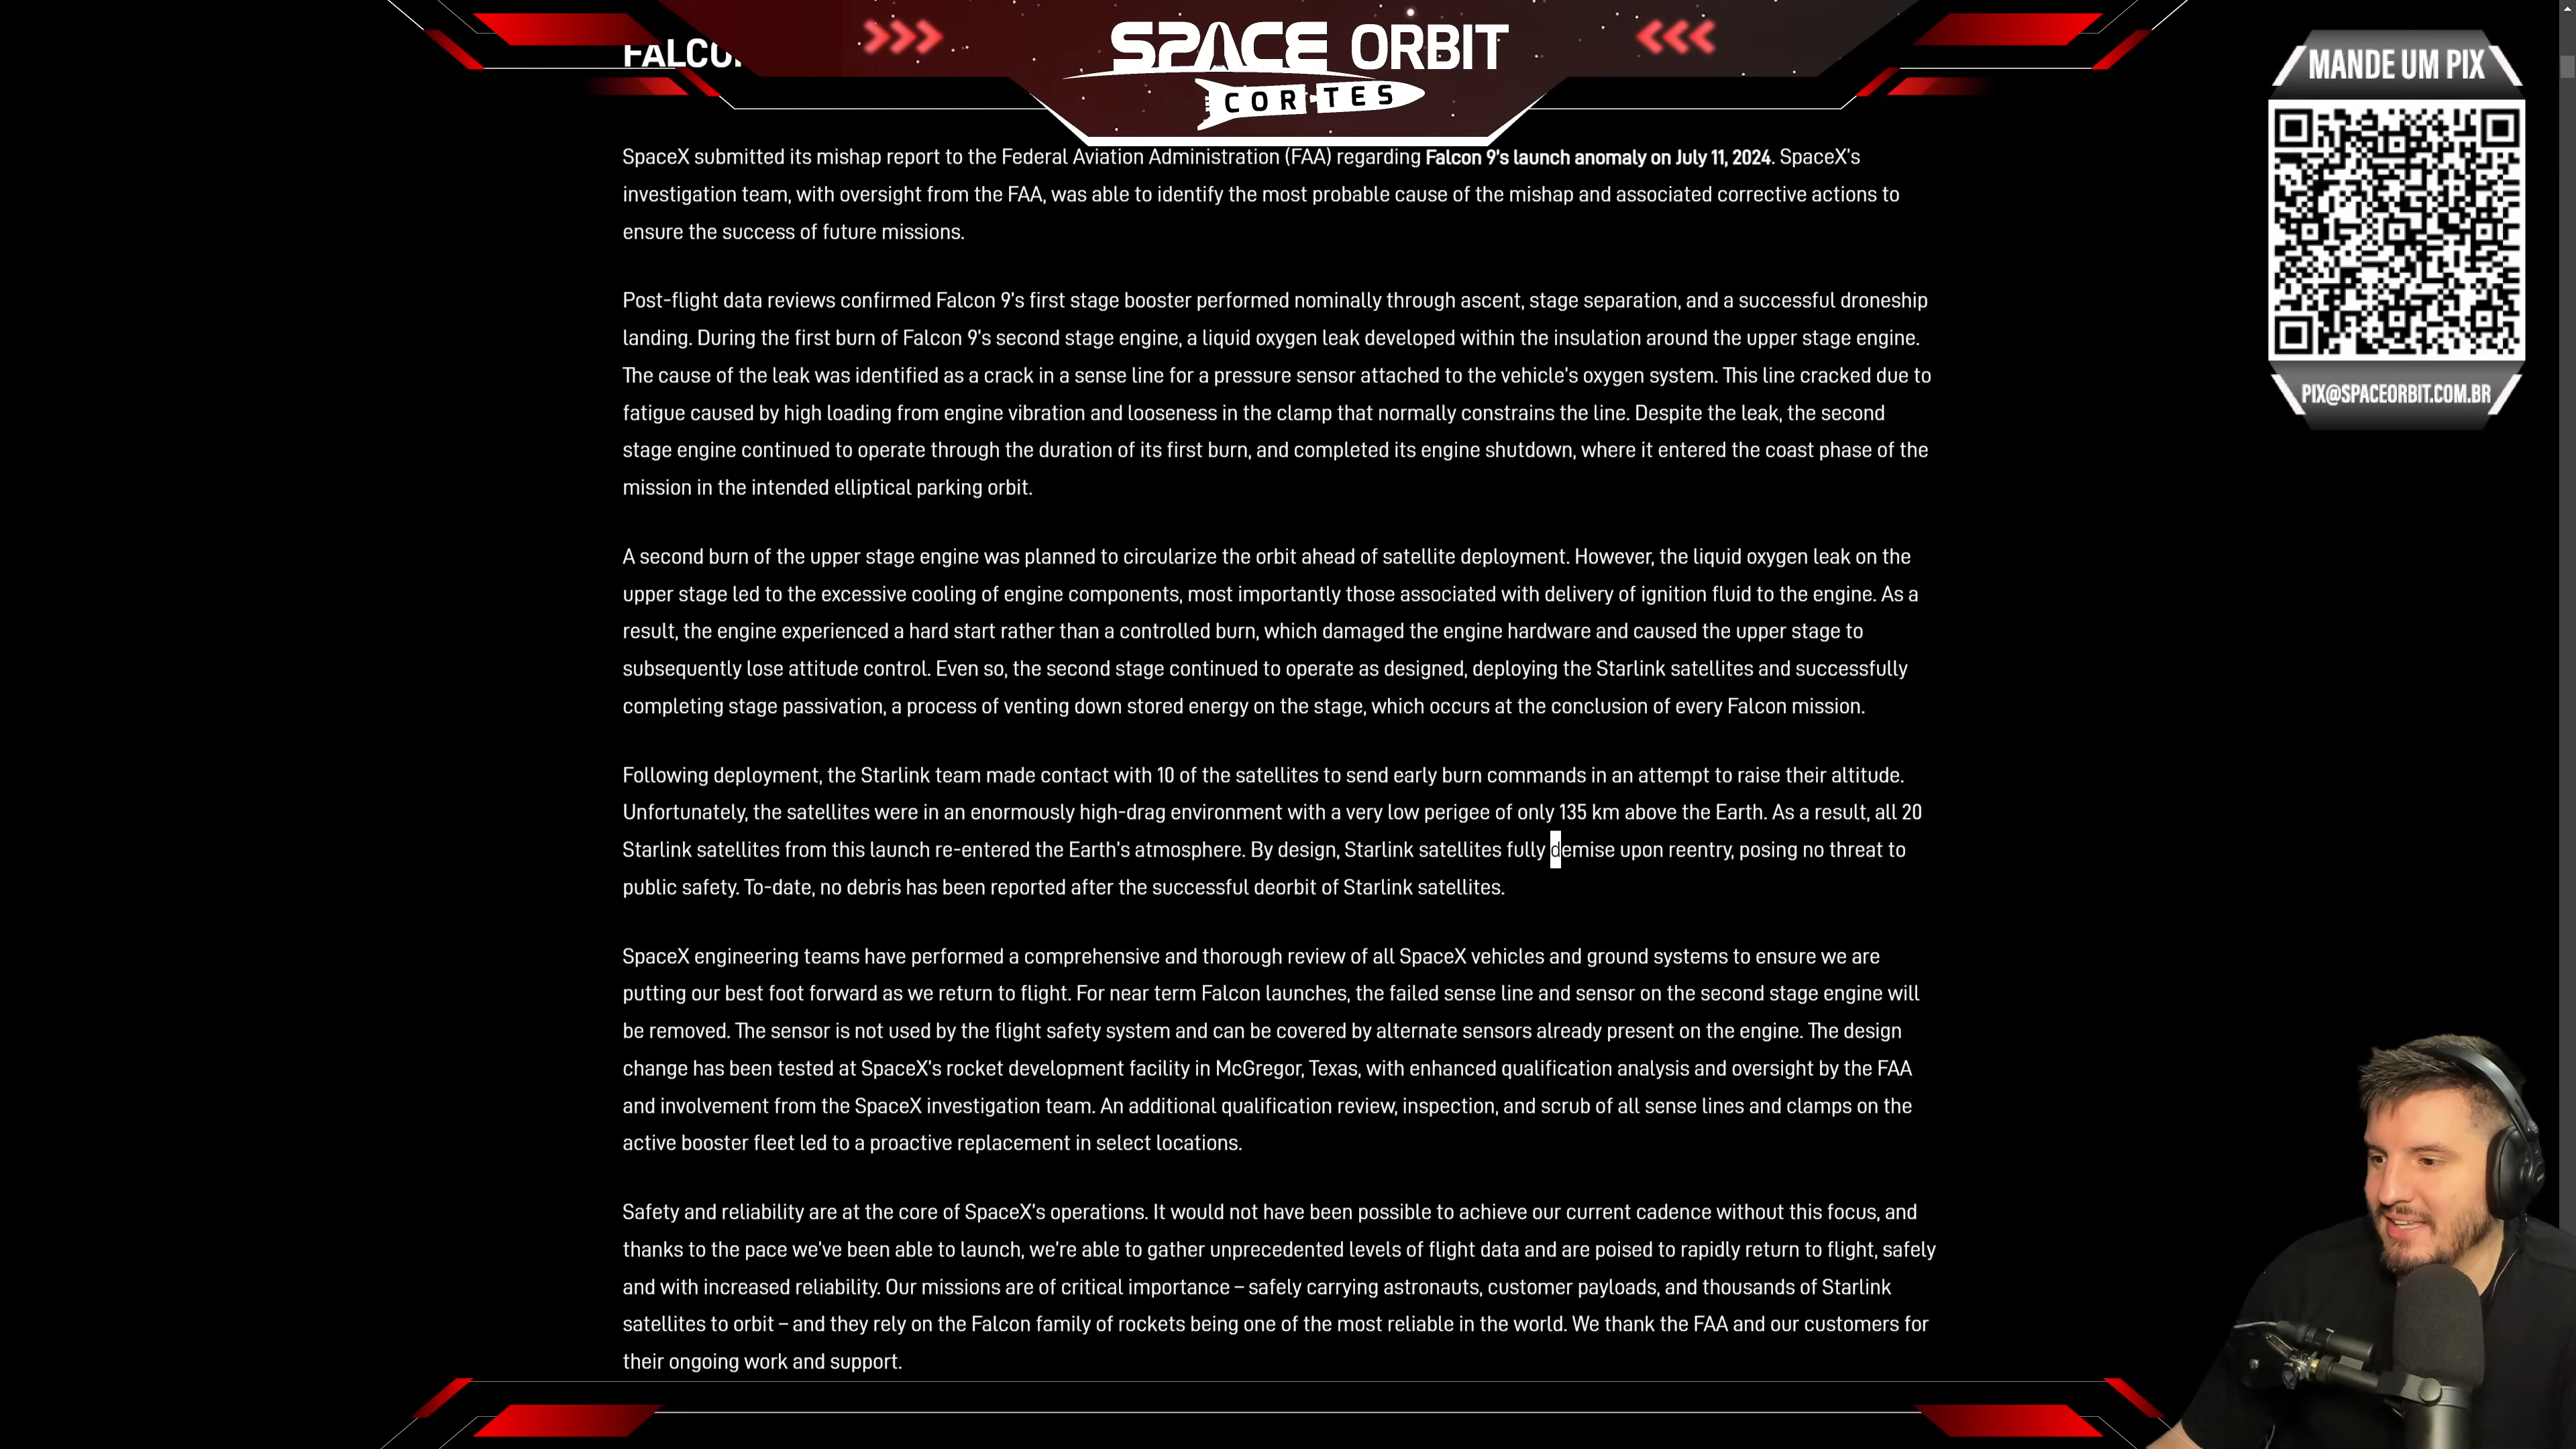 FALCO
SPACE ORBIT
CORTES
MANDE UM PIX
PIX@SPACEORBIT.COM.BR
SpaceX submitted its mishap report to the Federal Aviation Administration (FAA) regarding Falcon 9's launch anomaly on July 11, 2024. SpaceX's
investigation team, with oversight from the FAA, was able to identify the most probable cause of the mishap and associated corrective actions to
ensure the success of future missions.
Post-flight data reviews confirmed Falcon 9's first stage booster performed nominally through ascent, stage separation, and a successful droneship
landing. During the first burn of Falcon 9's second stage engine, a liquid oxygen leak developed within the insulation around the upper stage engine.
The cause of the leak was identified as a crack in a sense line for a pressure sensor attached to the vehicle's oxygen system. This line cracked due to
fatigue caused by high loading from engine vibration and looseness in the clamp that normally constrains the line. Despite the leak, the second
stage engine continued to operate through the duration of its first burn, and completed its engine shutdown, where it entered the coast phase of the
mission in the intended elliptical parking orbit.
A second burn of the upper stage engine was planned to circularize the orbit ahead of satellite deployment. However, the liquid oxygen leak on the
upper stage led to the excessive cooling of engine components, most importantly those associated with delivery of ignition fluid to the engine. As a
result, the engine experienced a hard start rather than a controlled burn, which damaged the engine hardware and caused the upper stage to
subsequently lose attitude control. Even so, the second stage continued to operate as designed, deploying the Starlink satellites and successfully
completing stage passivation, a process of venting down stored energy on the stage, which occurs at the conclusion of every Falcon mission.
Following deployment, the Starlink team made contact with 10 of the satellites to send early burn commands in an attempt to raise their altitude.
Unfortunately, the satellites were in an enormously high-drag environment with a very low perigee of only 135 km above the Earth. As a result, all 20
Starlink satellites from this launch re-entered the Earth's atmosphere. By design, Starlink satellites fully demise upon reentry, posing no threat to
public safety. To-date, no debris has been reported after the successful deorbit of Starlink satellites.
SpaceX engineering teams have performed a comprehensive and thorough review of all SpaceX vehicles and ground systems to ensure we are
putting our best foot forward as we return to flight. For near term Falcon launches, the failed sense line and sensor on the second stage engine will
be removed. The sensor is not used by the flight safety system and can be covered by alternate sensors already present on the engine. The design
change has been tested at SpaceX's rocket development facility in McGregor, Texas, with enhanced qualification analysis and oversight by the FAA
and involvement from the SpaceX investigation team. An additional qualification review, inspection, and scrub of all sense lines and clamps on the
active booster fleet led to a proactive replacement in select locations.
Safety and reliability are at the core of SpaceX's operations. It would not have been possible to achieve our current cadence without this focus, and
thanks to the pace we've been able to launch, we're able to gather unprecedented levels of flight data and are poised to rapidly return to flight, safely
and with increased reliability. Our missions are of critical importance – safely carrying astronauts, customer payloads, and thousands of Starlink
satellites to orbit – and they rely on the Falcon family of rockets being one of the most reliable in the world. We thank the FAA and our customers for
their ongoing work and support.